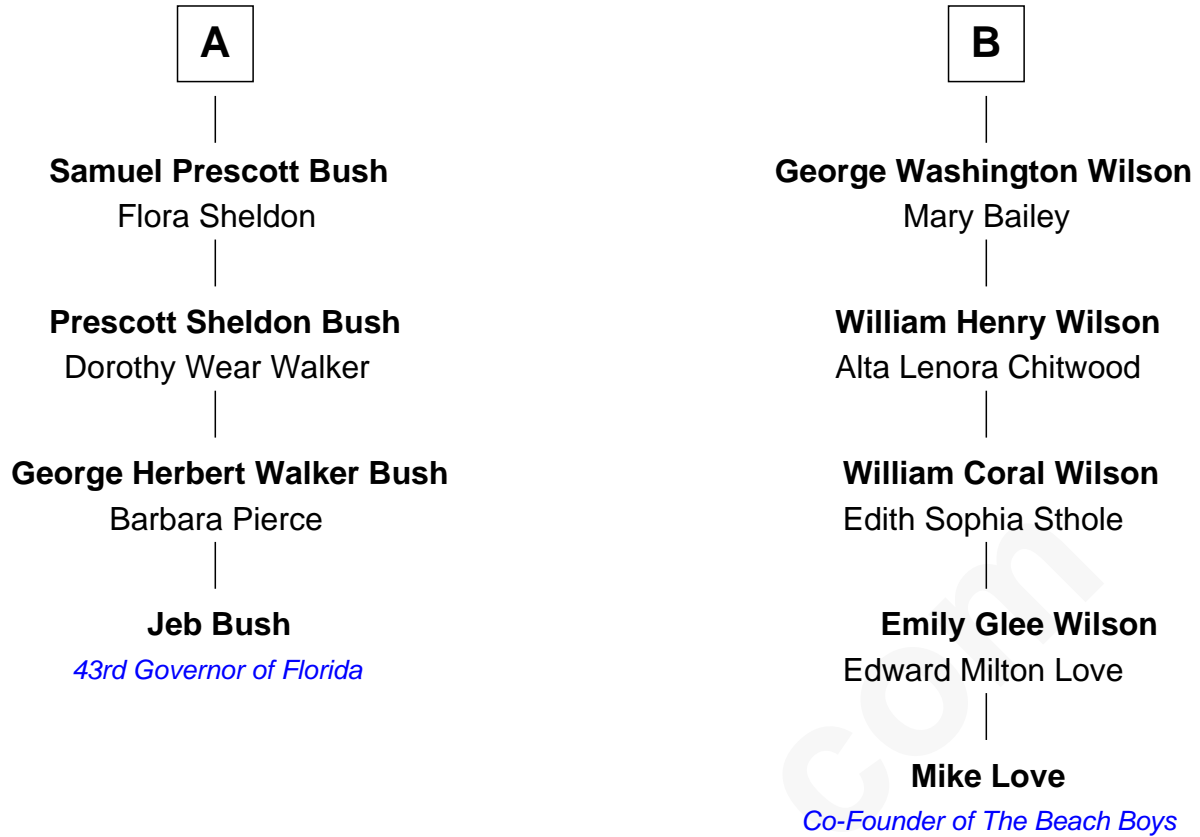 A
Samuel Prescott Bush
Flora Sheldon
Prescott Sheldon Bush
Dorothy Wear Walker
George Herbert Walker Bush
Barbara Pierce
Jeb Bush
43rd Governor of Florida
B
George Washington Wilson
Mary Bailey
William Henry Wilson
Alta Lenora Chitwood
William Coral Wilson
Edith Sophia Sthole
Emily Glee Wilson
Edward Milton Love
Mike Love
Co-Founder of The Beach Boys
com